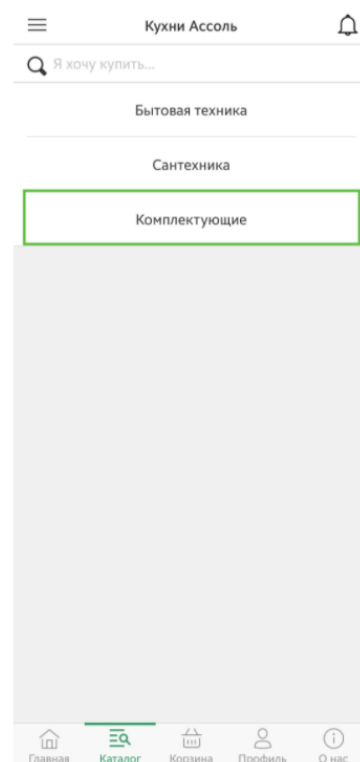 Кухни Ассоль
Я хочу купить...
Бытовая техника
Сантехника
Комплектующие
Главная
Каталог
Корзина
Профиль
О нас